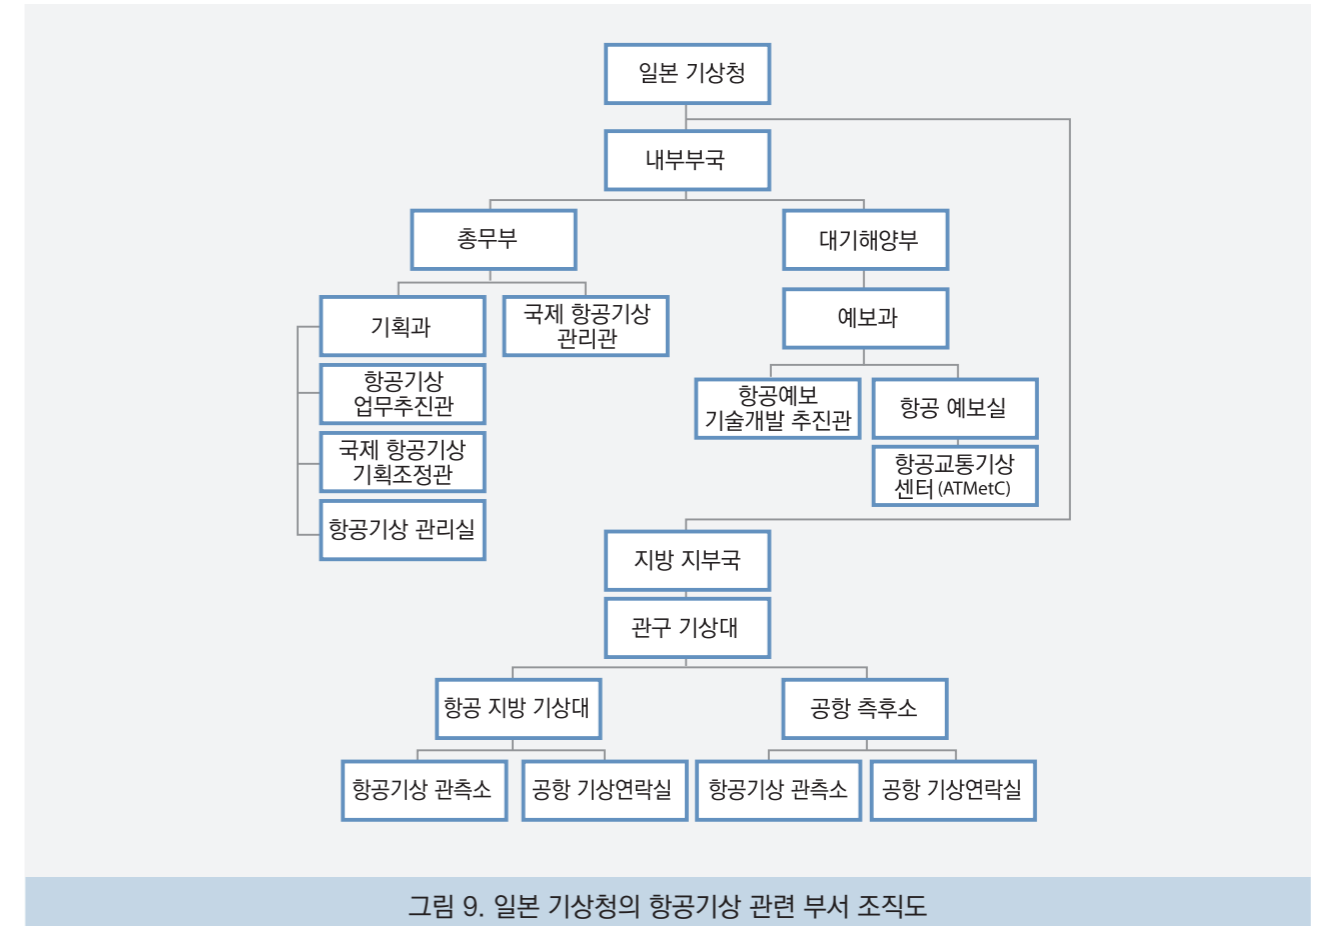 일본 기상청
내부부국
총무부
대기해양부
기획과
국제 항공기상
관리관
예보과
항공기상
업무추진관
항공예보
기술개발 추진관
항공 예보실
국제 항공기상
기획조정관
항공교통기상
센터 (ATMetC)
항공기상 관리실
지방 지부국
관구 기상대
항공 지방 기상대
공항 측후소
항공기상 관측소
공항 기상연락실
항공기상 관측소
공항 기상연락실
그림 9. 일본 기상청의 항공기상 관련 부서 조직도